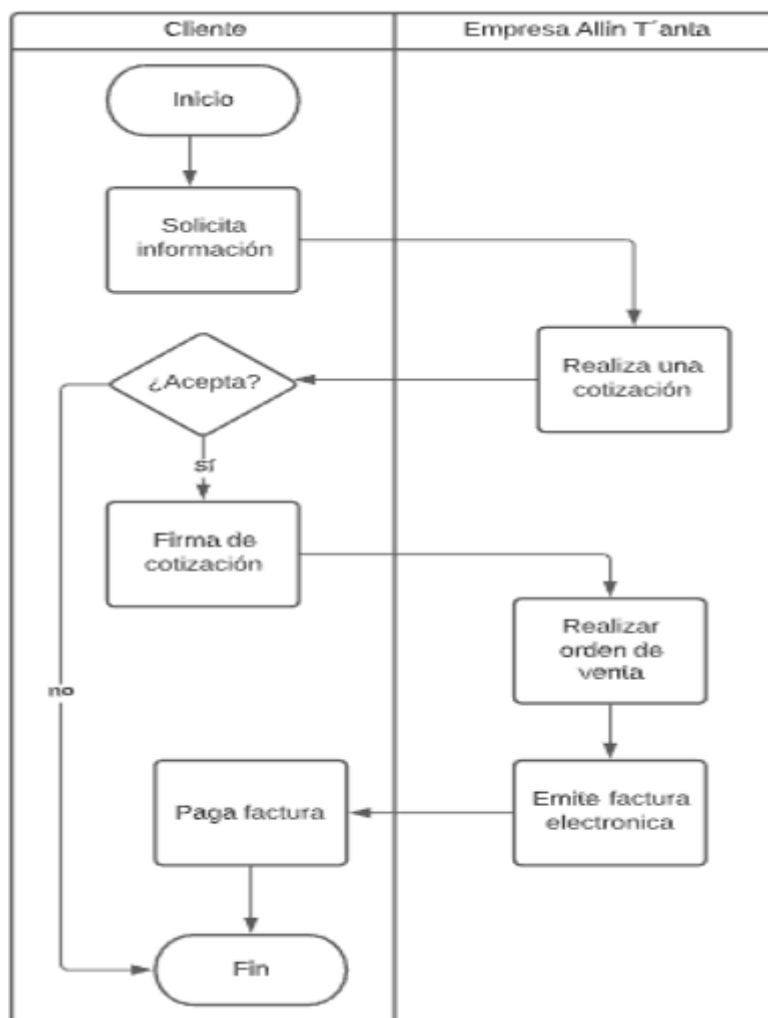 Cliente
Empresa Allin T´anta
Inicio
Solicita
información
Realiza una
cotización
¿Acepta?
sí
Firma de
cotización
Realizar
orden de
venta
no
Emite factura
electronica
Paga factura
Fin